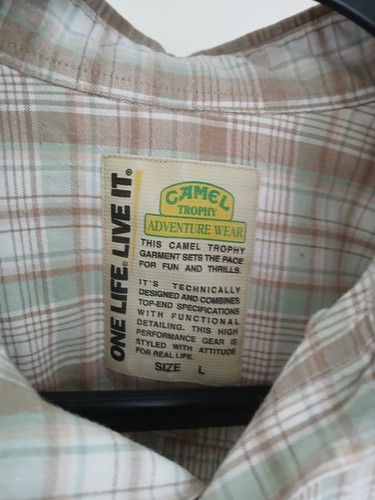 ONE LIFE. LIVE IT.®
CAMEL
TROPHY
ADVENTURE WEAR
THIS CAMEL TROPHY
GARMENT SETS THE PACE
FOR FUN AND THRILLS.
IT'S TECHNICALLY
DESIGNED AND COMBINES
TOP-END SPECIFICATIONS
WITH FUNCTIONAL
DETAILING. THIS HIGH
PERFORMANCE GEAR IS
STYLED WITH ATTITUDE
FOR REAL LIFE.
SIZE L